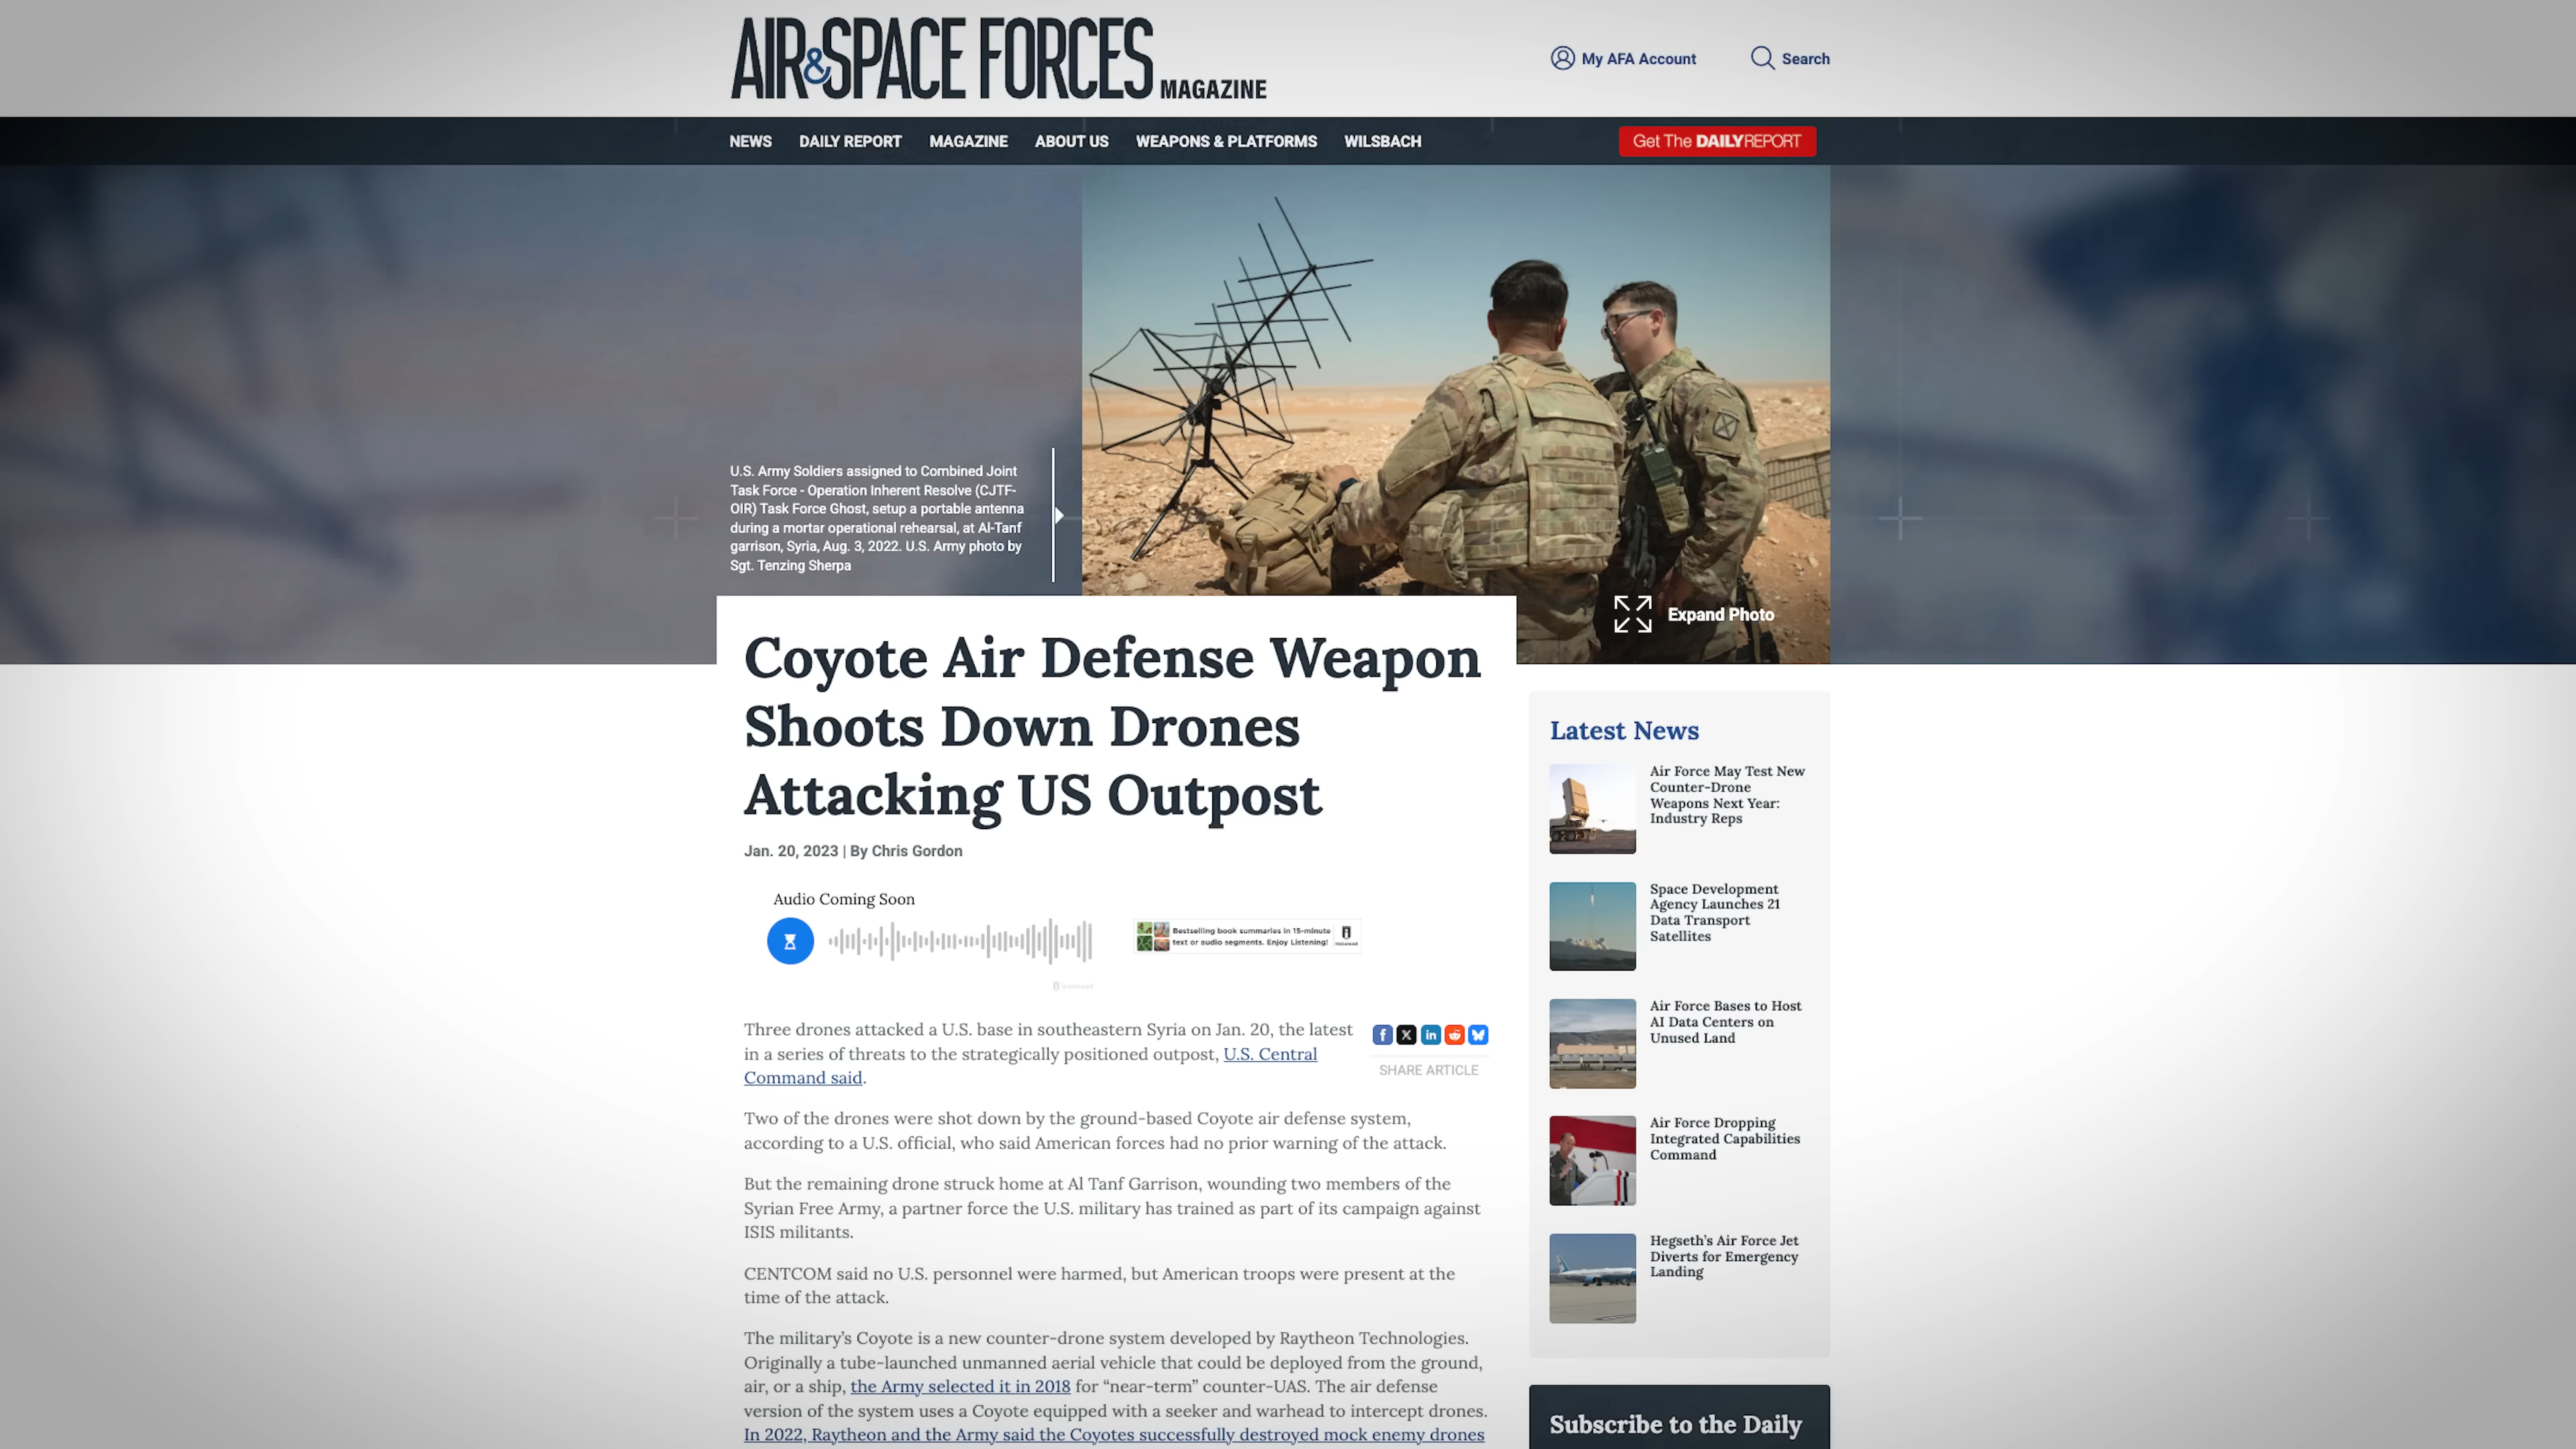 AIR&SPACE FORCES MAGAZINE
My AFA Account
Search
NEWS
DAILY REPORT
MAGAZINE
ABOUT US
WEAPONS & PLATFORMS
WILSBACH
Get The DAILYREPORT
U.S. Army Soldiers assigned to Combined Joint
Task Force - Operation Inherent Resolve (CJTF-
OIR) Task Force Ghost, setup a portable antenna
during a mortar operational rehearsal, at Al-Tanf
garrison, Syria, Aug. 3, 2022. U.S. Army photo by
Sgt. Tenzing Sherpa
Expand Photo
Coyote Air Defense Weapon
Shoots Down Drones
Attacking US Outpost
Jan. 20, 2023 | By Chris Gordon
Audio Coming Soon
Bestselling book summaries in 15-minute
text or audio segments. Enjoy Listening!
Three drones attacked a U.S. base in southeastern Syria on Jan. 20, the latest
in a series of threats to the strategically positioned outpost, U.S. Central
Command said.
SHARE ARTICLE
Two of the drones were shot down by the ground-based Coyote air defense system,
according to a U.S. official, who said American forces had no prior warning of the attack.
But the remaining drone struck home at Al Tanf Garrison, wounding two members of the
Syrian Free Army, a partner force the U.S. military has trained as part of its campaign against
ISIS militants.
CENTCOM said no U.S. personnel were harmed, but American troops were present at the
time of the attack.
The military's Coyote is a new counter-drone system developed by Raytheon Technologies.
Originally a tube-launched unmanned aerial vehicle that could be deployed from the ground,
air, or a ship, the Army selected it in 2018 for “near-term” counter-UAS. The air defense
version of the system uses a Coyote equipped with a seeker and warhead to intercept drones.
In 2022, Raytheon and the Army said the Coyotes successfully destroyed mock enemy drones
Latest News
Air Force May Test New
Counter-Drone
Weapons Next Year:
Industry Reps
Space Development
Agency Launches 21
Data Transport
Satellites
Air Force Bases to Host
AI Data Centers on
Unused Land
Air Force Dropping
Integrated Capabilities
Command
Hegseth's Air Force Jet
Diverts for Emergency
Landing
Subscribe to the Daily